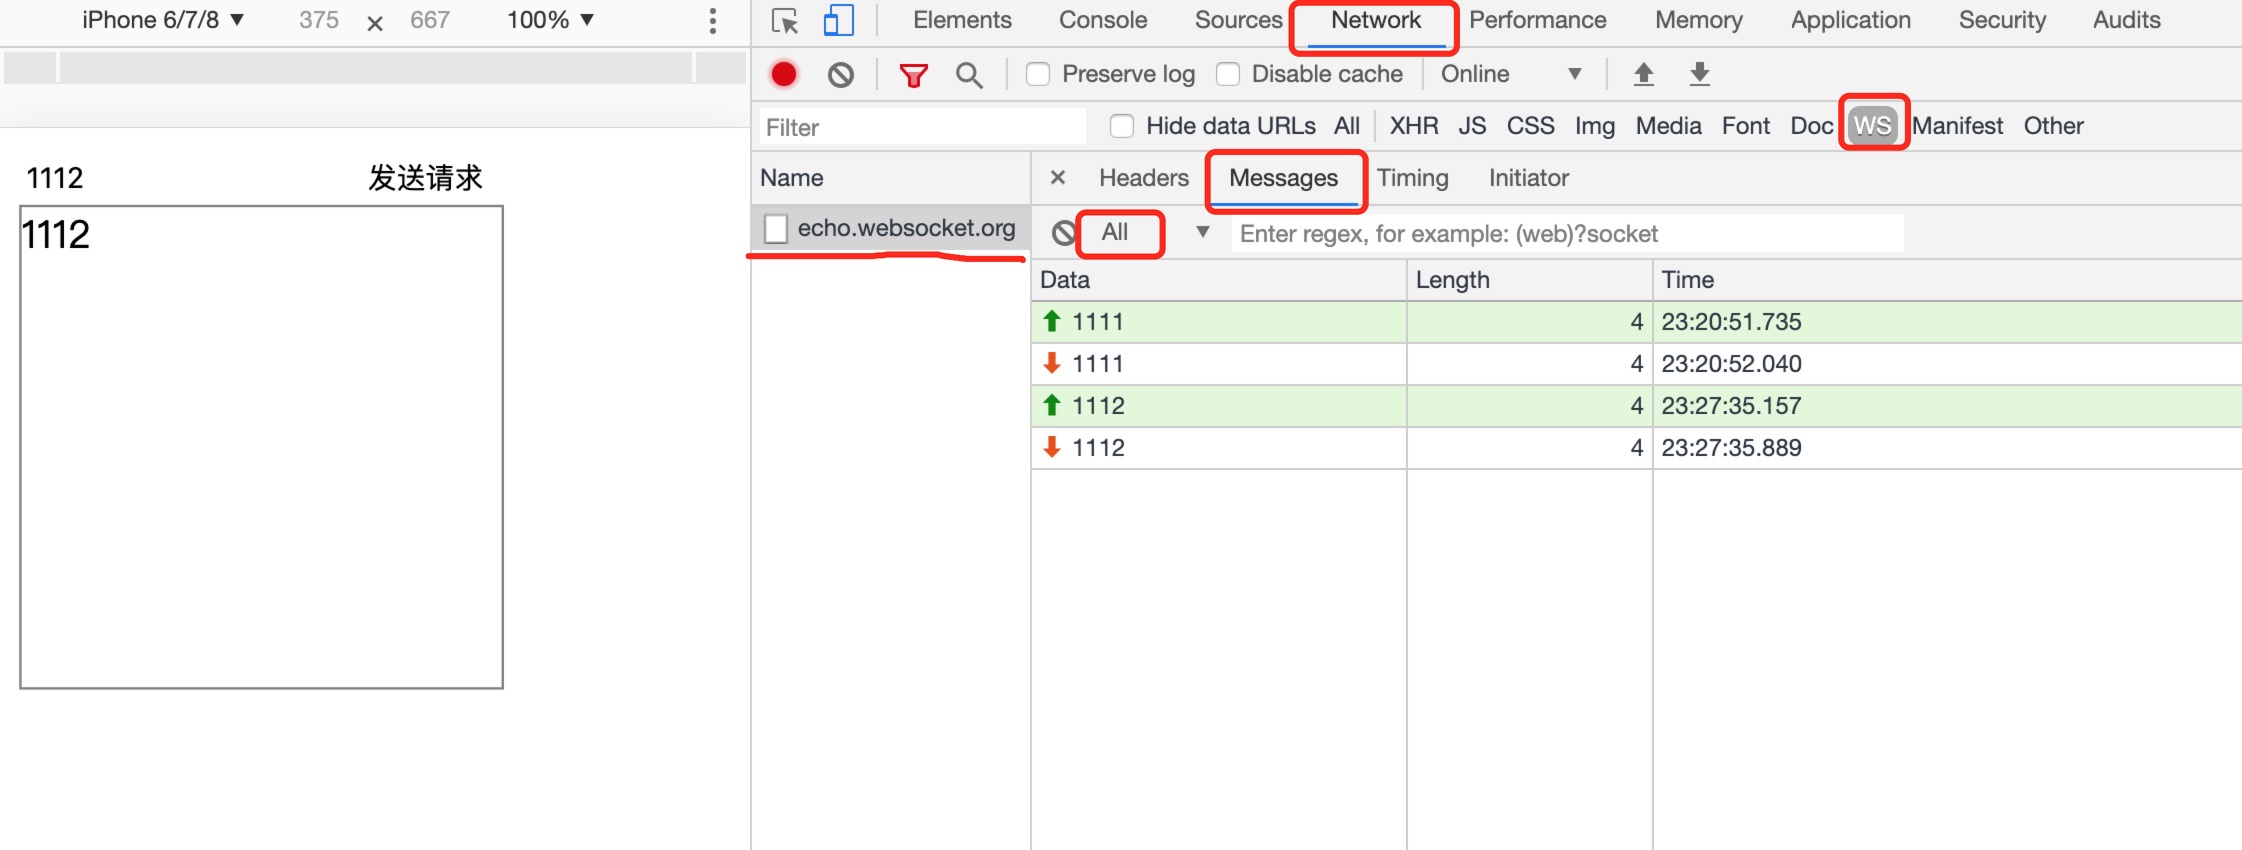 iPhone 6/7/8 ▼ 375 × 667 100% ▼
Elements Console Sources Network Performance Memory Application Security Audits
Preserve log Disable cache Online ▼
Filter Hide data URLs All XHR JS CSS Img Media Font Doc WS Manifest Other
1112 发送请求
1112
Name
echo.websocket.org
× Headers Messages Timing Initiator
All ▼ Enter regex, for example: (web)?socket
Data Length Time
1111 4 23:20:51.735
1111 4 23:20:52.040
1112 4 23:27:35.157
1112 4 23:27:35.889